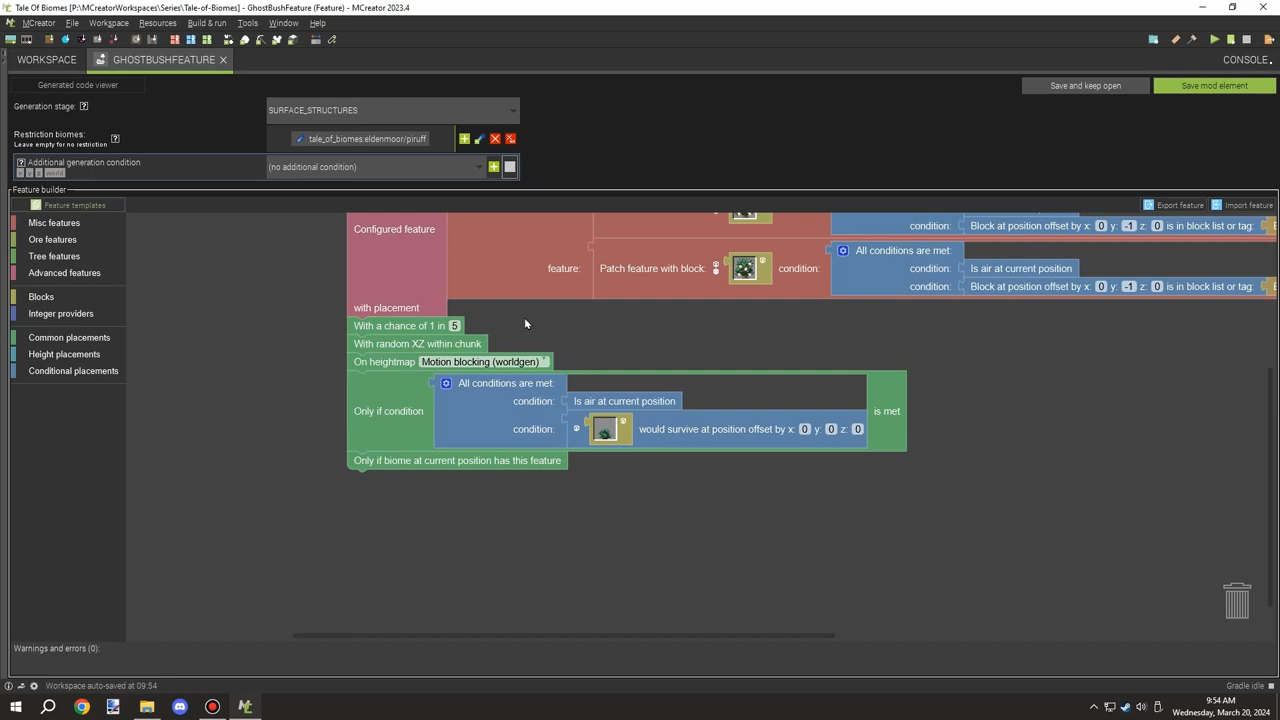 Tale Of Biomes [P:\MCreatorWorkspaces\Series\Tale-of-Biomes] - GhostBushFeature (Feature) - MCreator 2023.4
MCreator File Workspace Resources Build & run Tools Window Help
WORKSPACE GHOSTBUSHFEATURE CONSOLE
Generated code viewer Save and keep open Save mod element
Generation stage: ? SURFACE_STRUCTURES
Restriction biomes:
Leave empty for no restriction ? tale_of_biomes:eldenmoor/piruff
? Additional generation condition (no additional condition)
x y z world
Feature builder
Feature templates Export feature Import feature
Misc features
Ore features
Tree features
Advanced features
Blocks
Integer providers
Common placements
Height placements
Conditional placements
Configured feature condition: Block at position offset by x: 0 y: -1 z: 0 is in block list or tag:
All conditions are met:
feature: Patch feature with block: condition: condition: Is air at current position
condition: Block at position offset by x: 0 y: -1 z: 0 is in block list or tag:
with placement
With a chance of 1 in 5
With random XZ within chunk
On heightmap Motion blocking (worldgen)
All conditions are met:
condition: Is air at current position
Only if condition is met
condition: would survive at position offset by x: 0 y: 0 z: 0
Only if biome at current position has this feature
Warnings and errors (0):
Workspace auto-saved at 09:54 Gradle idle
9:54 AM
Wednesday, March 20, 2024